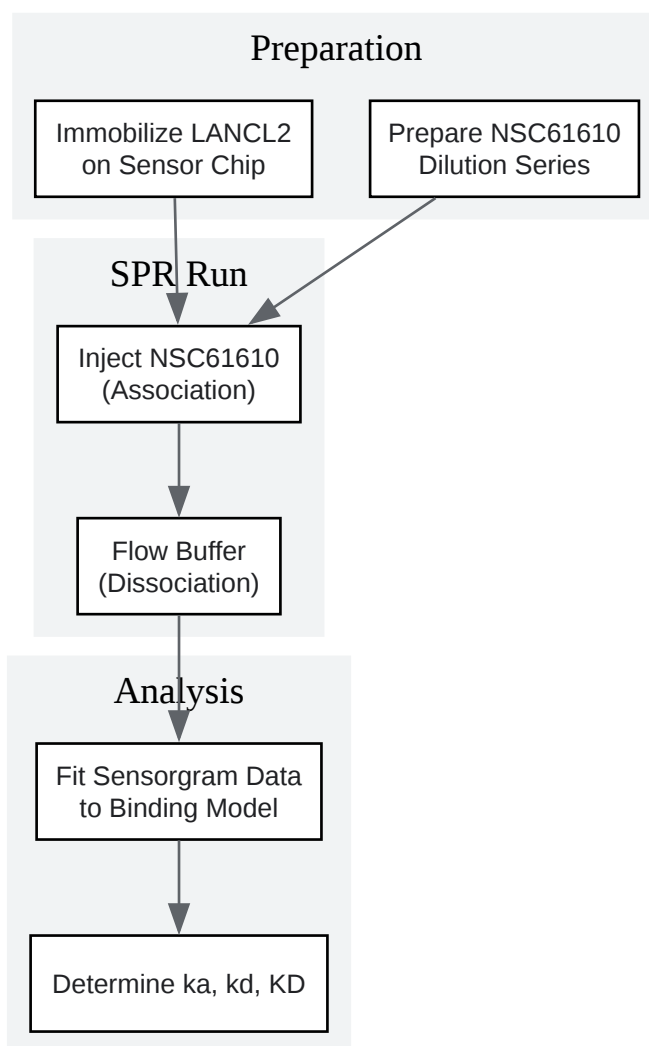 Preparation
Immobilize LANCL2
on Sensor Chip
Prepare NSC61610
Dilution Series
SPR Run
Inject NSC61610
(Association)
Flow Buffer
(Dissociation)
Analysis
Fit Sensorgram Data
to Binding Model
Determine ka, kd, KD